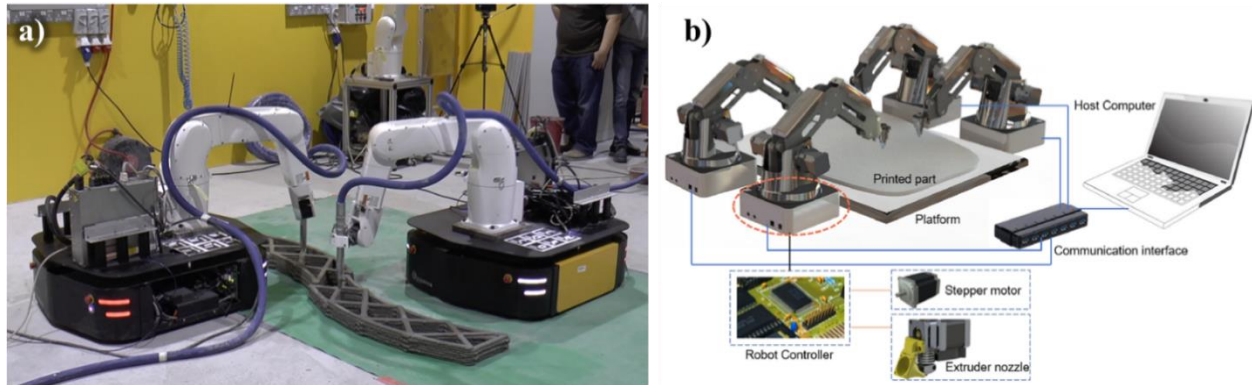 a)
b)
Host Computer
Printed part
Platform
Communication interface
Stepper motor
Robot Controller
Extruder nozzle